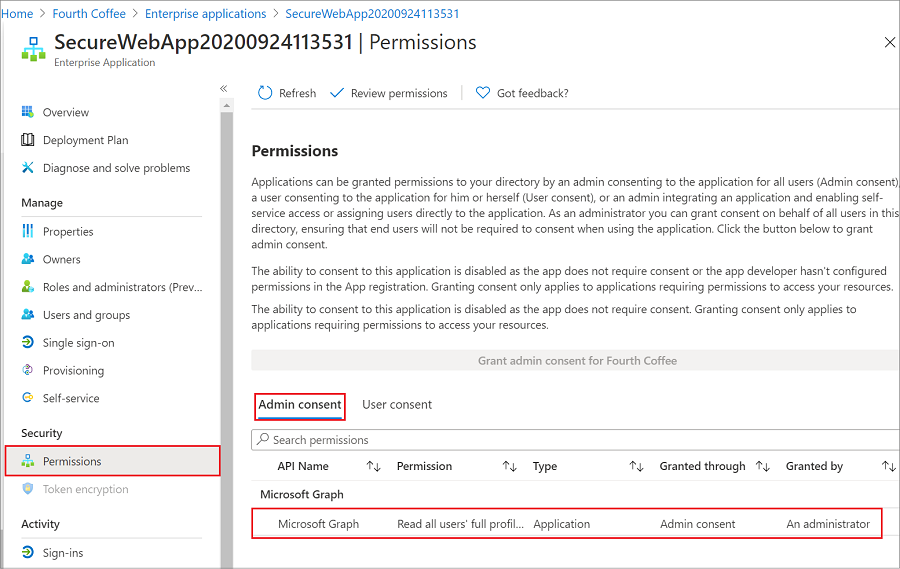 Home > Fourth Coffee > Enterprise applications > SecureWebApp20200924113531
SecureWebApp20200924113531 | Permissions
Enterprise Application
Overview
Deployment Plan
Diagnose and solve problems
Manage
Properties
Owners
Roles and administrators (Prev...
Users and groups
Single sign-on
Provisioning
Self-service
Security
Permissions
Token encryption
Activity
Sign-ins
Refresh Review permissions Got feedback?
Permissions
Applications can be granted permissions to your directory by an admin consenting to the application for all users (Admin consent),
a user consenting to the application for him or herself (User consent), or an admin integrating an application and enabling self-
service access or assigning users directly to the application. As an administrator you can grant consent on behalf of all users in this
directory, ensuring that end users will not be required to consent when using the application. Click the button below to grant
admin consent.
The ability to consent to this application is disabled as the app does not require consent or the app developer hasn't configured
permissions in the App registration. Granting consent only applies to applications requiring permissions to access your resources.
The ability to consent to this application is disabled as the app does not require consent. Granting consent only applies to
applications requiring permissions to access your resources.
Grant admin consent for Fourth Coffee
Admin consent User consent
Search permissions
API Name Permission Type Granted through Granted by
Microsoft Graph
Microsoft Graph Read all users' full profil... Application Admin consent An administrator